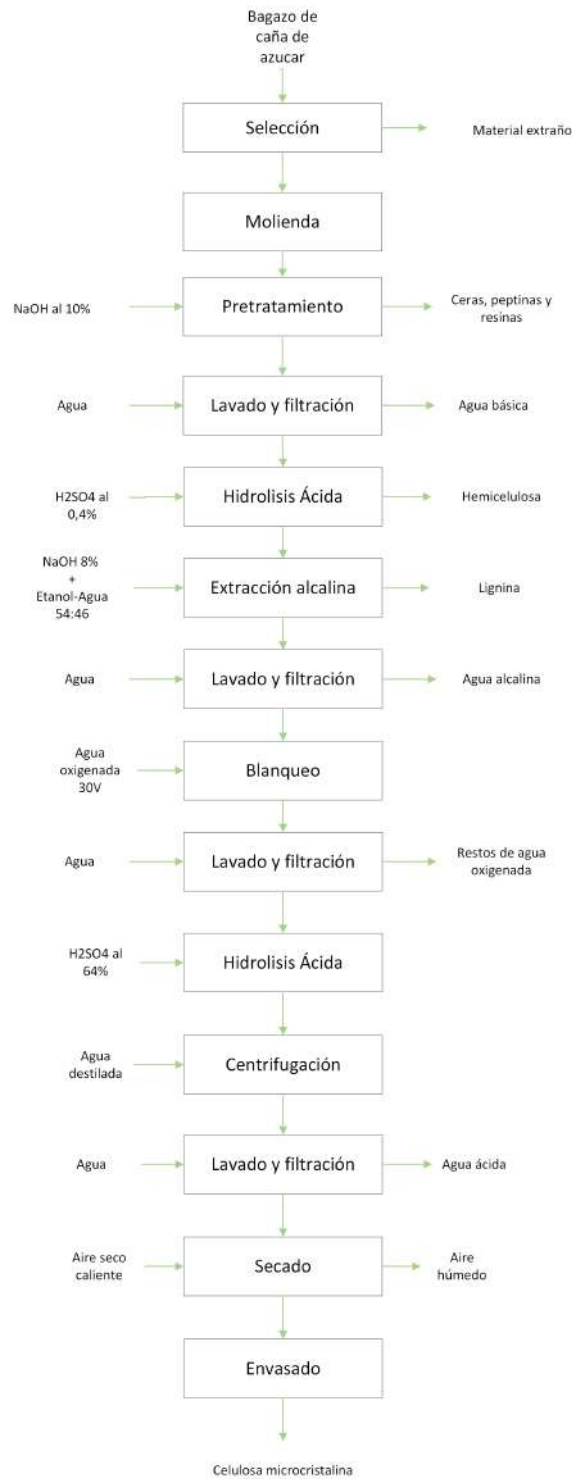 Bagazo de
caña de
azucar
Selección
Material extraño
Molienda
NaOH al 10%
Pretratamiento
Ceras, peptinas y
resinas
Agua
Lavado y filtración
Agua básica
H2SO4 al
0,4%
Hidrolisis Ácida
Hemicelulosa
NaOH 8%
+
Etanol-Agua
54:46
Extracción alcalina
Lignina
Agua
Lavado y filtración
Agua alcalina
Agua
oxigenada
30V
Blanqueo
Agua
Lavado y filtración
Restos de agua
oxigenada
H2SO4 al
64%
Hidrolisis Ácida
Agua
destilada
Centrifugación
Agua
Lavado y filtración
Agua ácida
Aire seco
caliente
Secado
Aire
húmedo
Envasado
Celulosa microcristalina